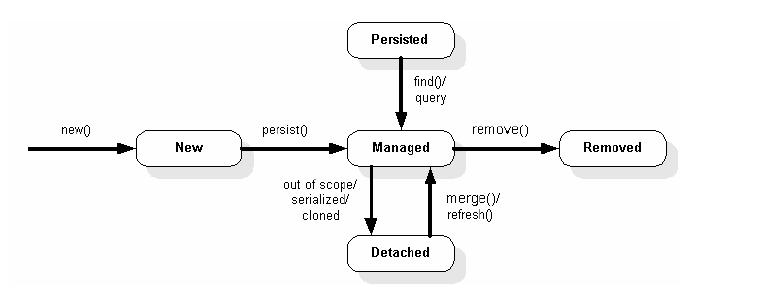 Persisted
find()/
query
new()
New
persist()
Managed
remove()
Removed
out of scope/
serialized/
cloned
merge()/
refresh()
Detached